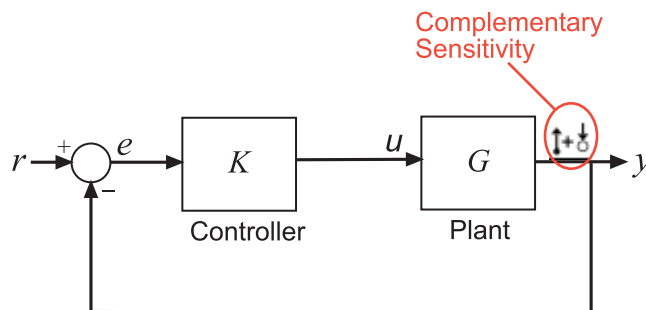 Complementary
Sensitivity
r
+
e
K
u
G
+
y
−
Controller
Plant